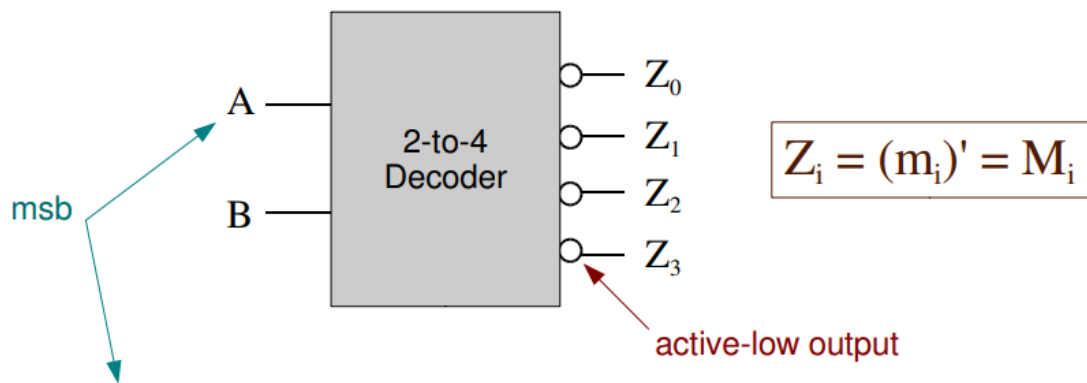 A
B
msb
2-to-4
Decoder
Z₀
Z₁
Z₂
Z₃
Zᵢ = (mᵢ)' = Mᵢ
active-low output